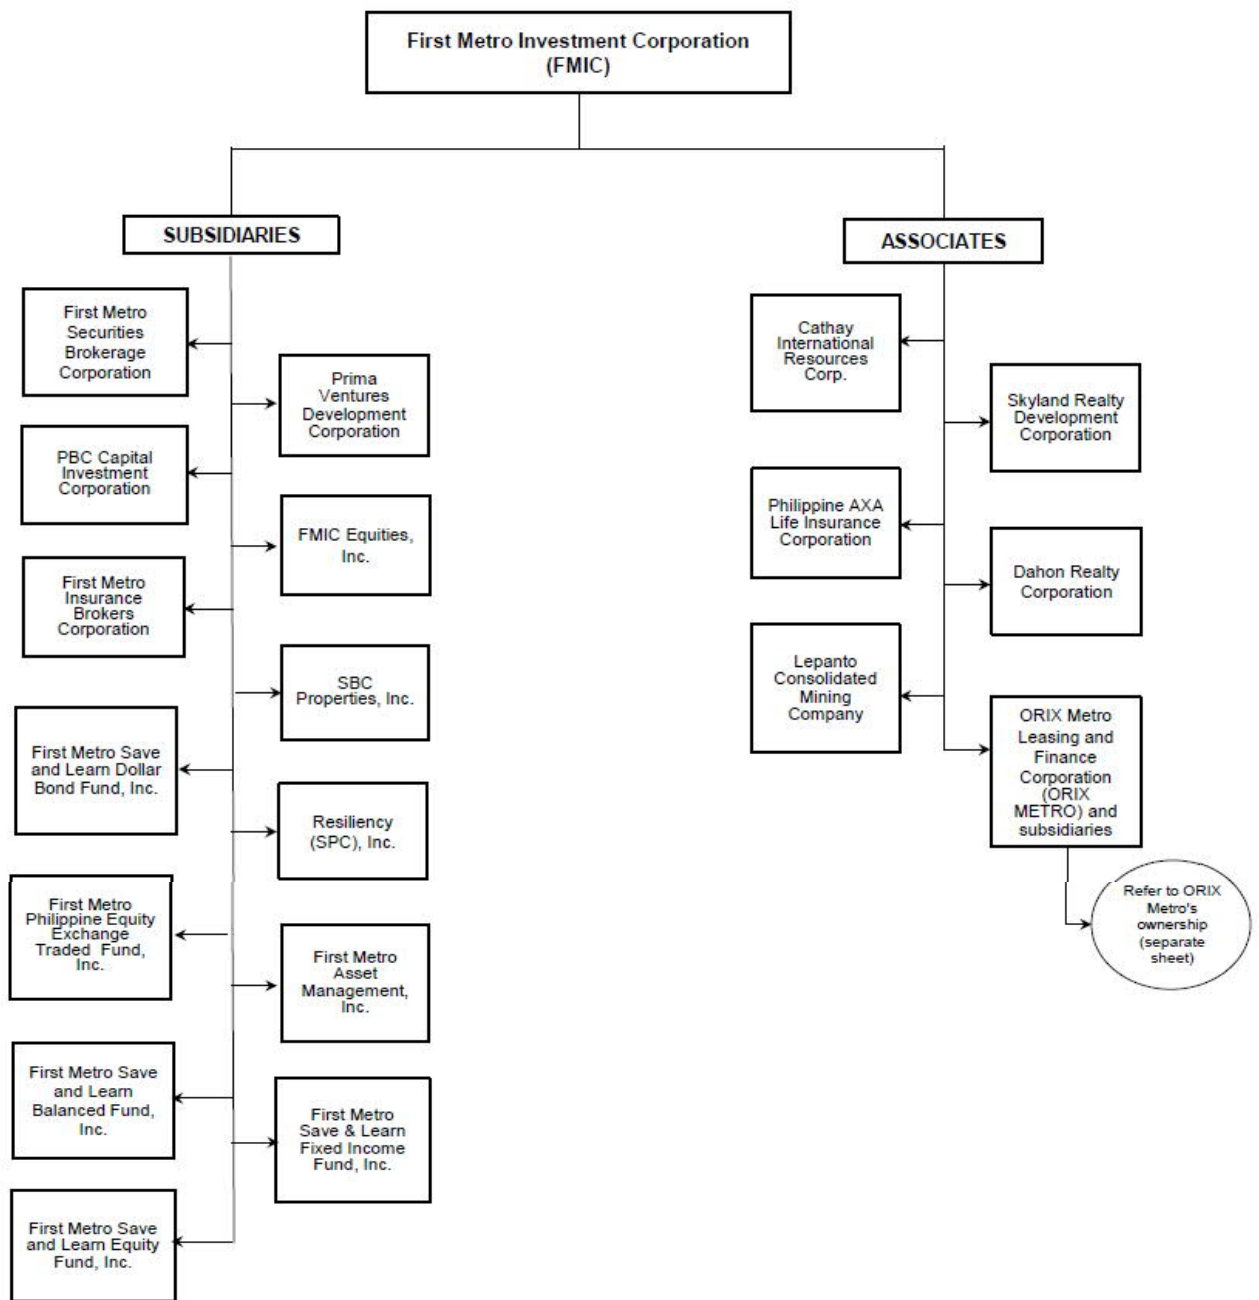 First Metro Investment Corporation
(FMIC)
SUBSIDIARIES
ASSOCIATES
First Metro
Securities
Brokerage
Corporation
Prima
Ventures
Development
Corporation
PBC Capital
Investment
Corporation
FMIC Equities,
Inc.
First Metro
Insurance
Brokers
Corporation
SBC
Properties, Inc.
First Metro Save
and Learn Dollar
Bond Fund, Inc.
Resiliency
(SPC), Inc.
First Metro
Philippine Equity
Exchange
Traded Fund,
Inc.
First Metro
Asset
Management,
Inc.
First Metro Save
and Learn
Balanced Fund,
Inc.
First Metro
Save & Learn
Fixed Income
Fund, Inc.
First Metro Save
and Learn Equity
Fund, Inc.
Cathay
International
Resources
Corp.
Skyland Realty
Development
Corporation
Philippine AXA
Life Insurance
Corporation
Dahon Realty
Corporation
Lepanto
Consolidated
Mining
Company
ORIX Metro
Leasing and
Finance
Corporation
(ORIX
METRO) and
subsidiaries
Refer to ORIX
Metro's
ownership
(separate
sheet)